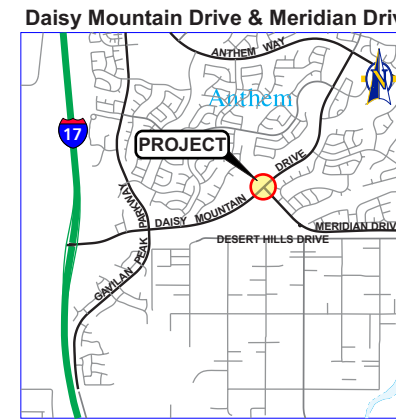 Daisy Mountain Drive & Meridian Driv
ANTHEM WAY
N
Anthem
17
PROJECT
DRIVE
DAISY MOUNTAIN
MERIDIAN DRIV
DESERT HILLS DRIVE
GAVILAN PEAK PARKWAY